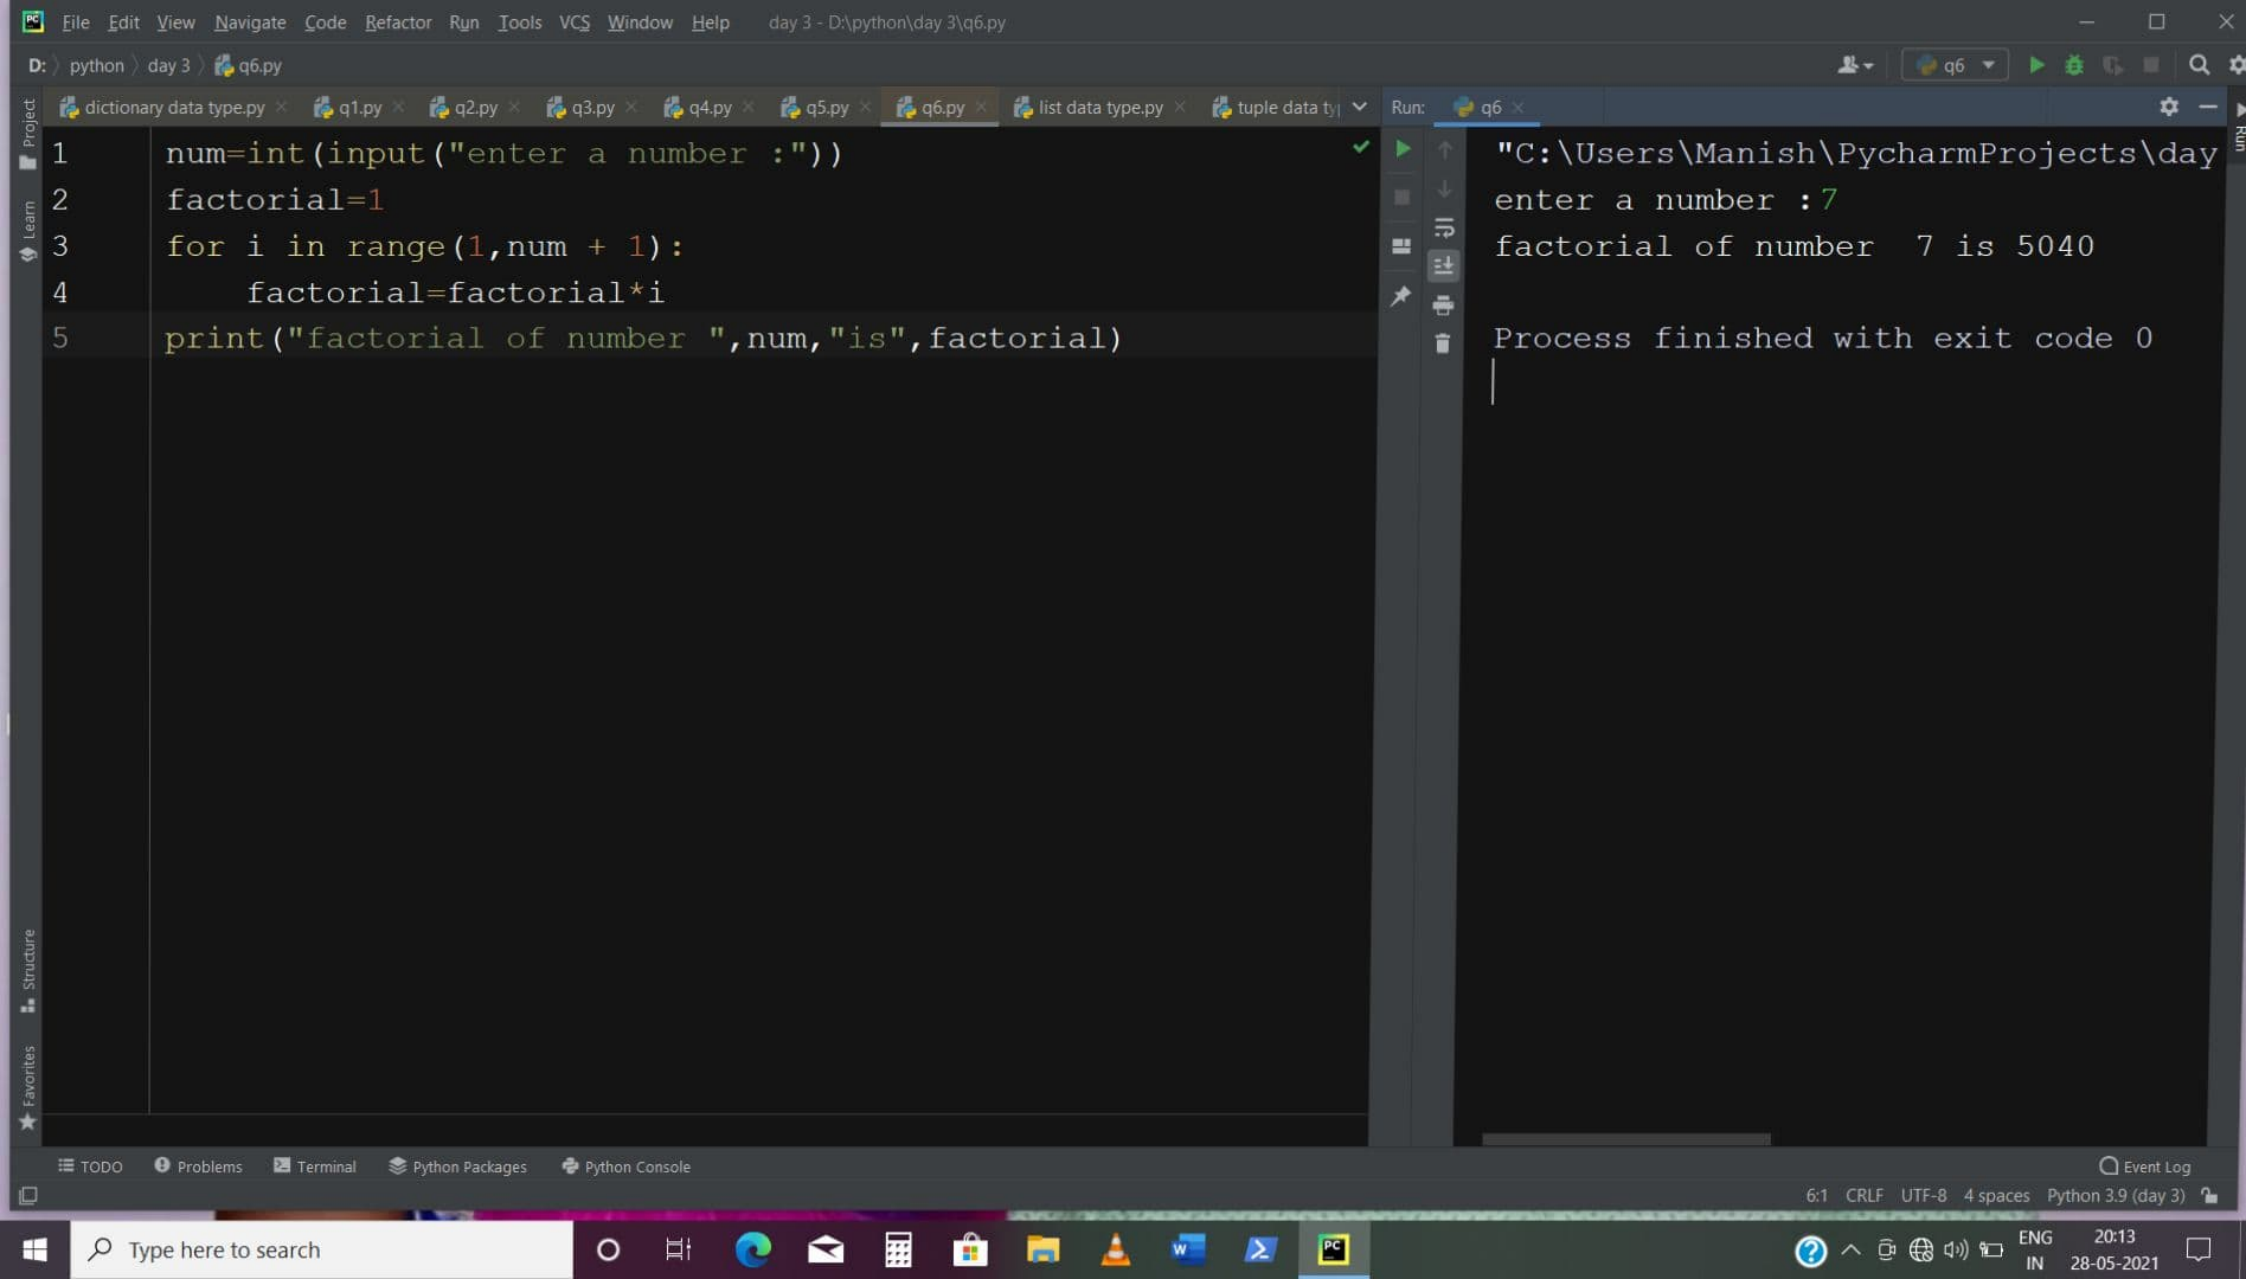 File Edit View Navigate Code Refactor Run Tools VCS Window Help day 3 - D:\python\day 3\q6.py
D: python day 3 q6.py q6
dictionary data type.py q1.py q2.py q3.py q4.py q5.py q6.py list data type.py tuple data ty Run: q6
Project
Learn
Structure
Favorites
Run
1 num=int(input("enter a number :"))
2 factorial=1
3 for i in range(1,num + 1):
4 factorial=factorial*i
5 print("factorial of number ",num,"is",factorial)
"C:\Users\Manish\PycharmProjects\day
enter a number :7
factorial of number  7 is 5040
Process finished with exit code 0
TODO Problems Terminal Python Packages Python Console Event Log
6:1 CRLF UTF-8 4 spaces Python 3.9 (day 3)
Type here to search
ENG 20:13
IN 28-05-2021